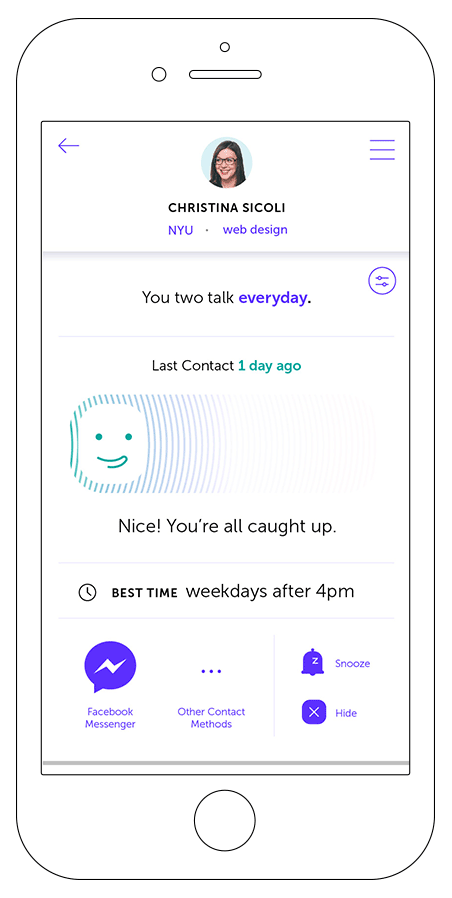 CHRISTINA SICOLI
NYU · web design
You two talk everyday.
Last Contact 1 day ago
Nice! You’re all caught up.
BEST TIME weekdays after 4pm
Facebook
Messenger
Other Contact
Methods
z Snooze
Hide